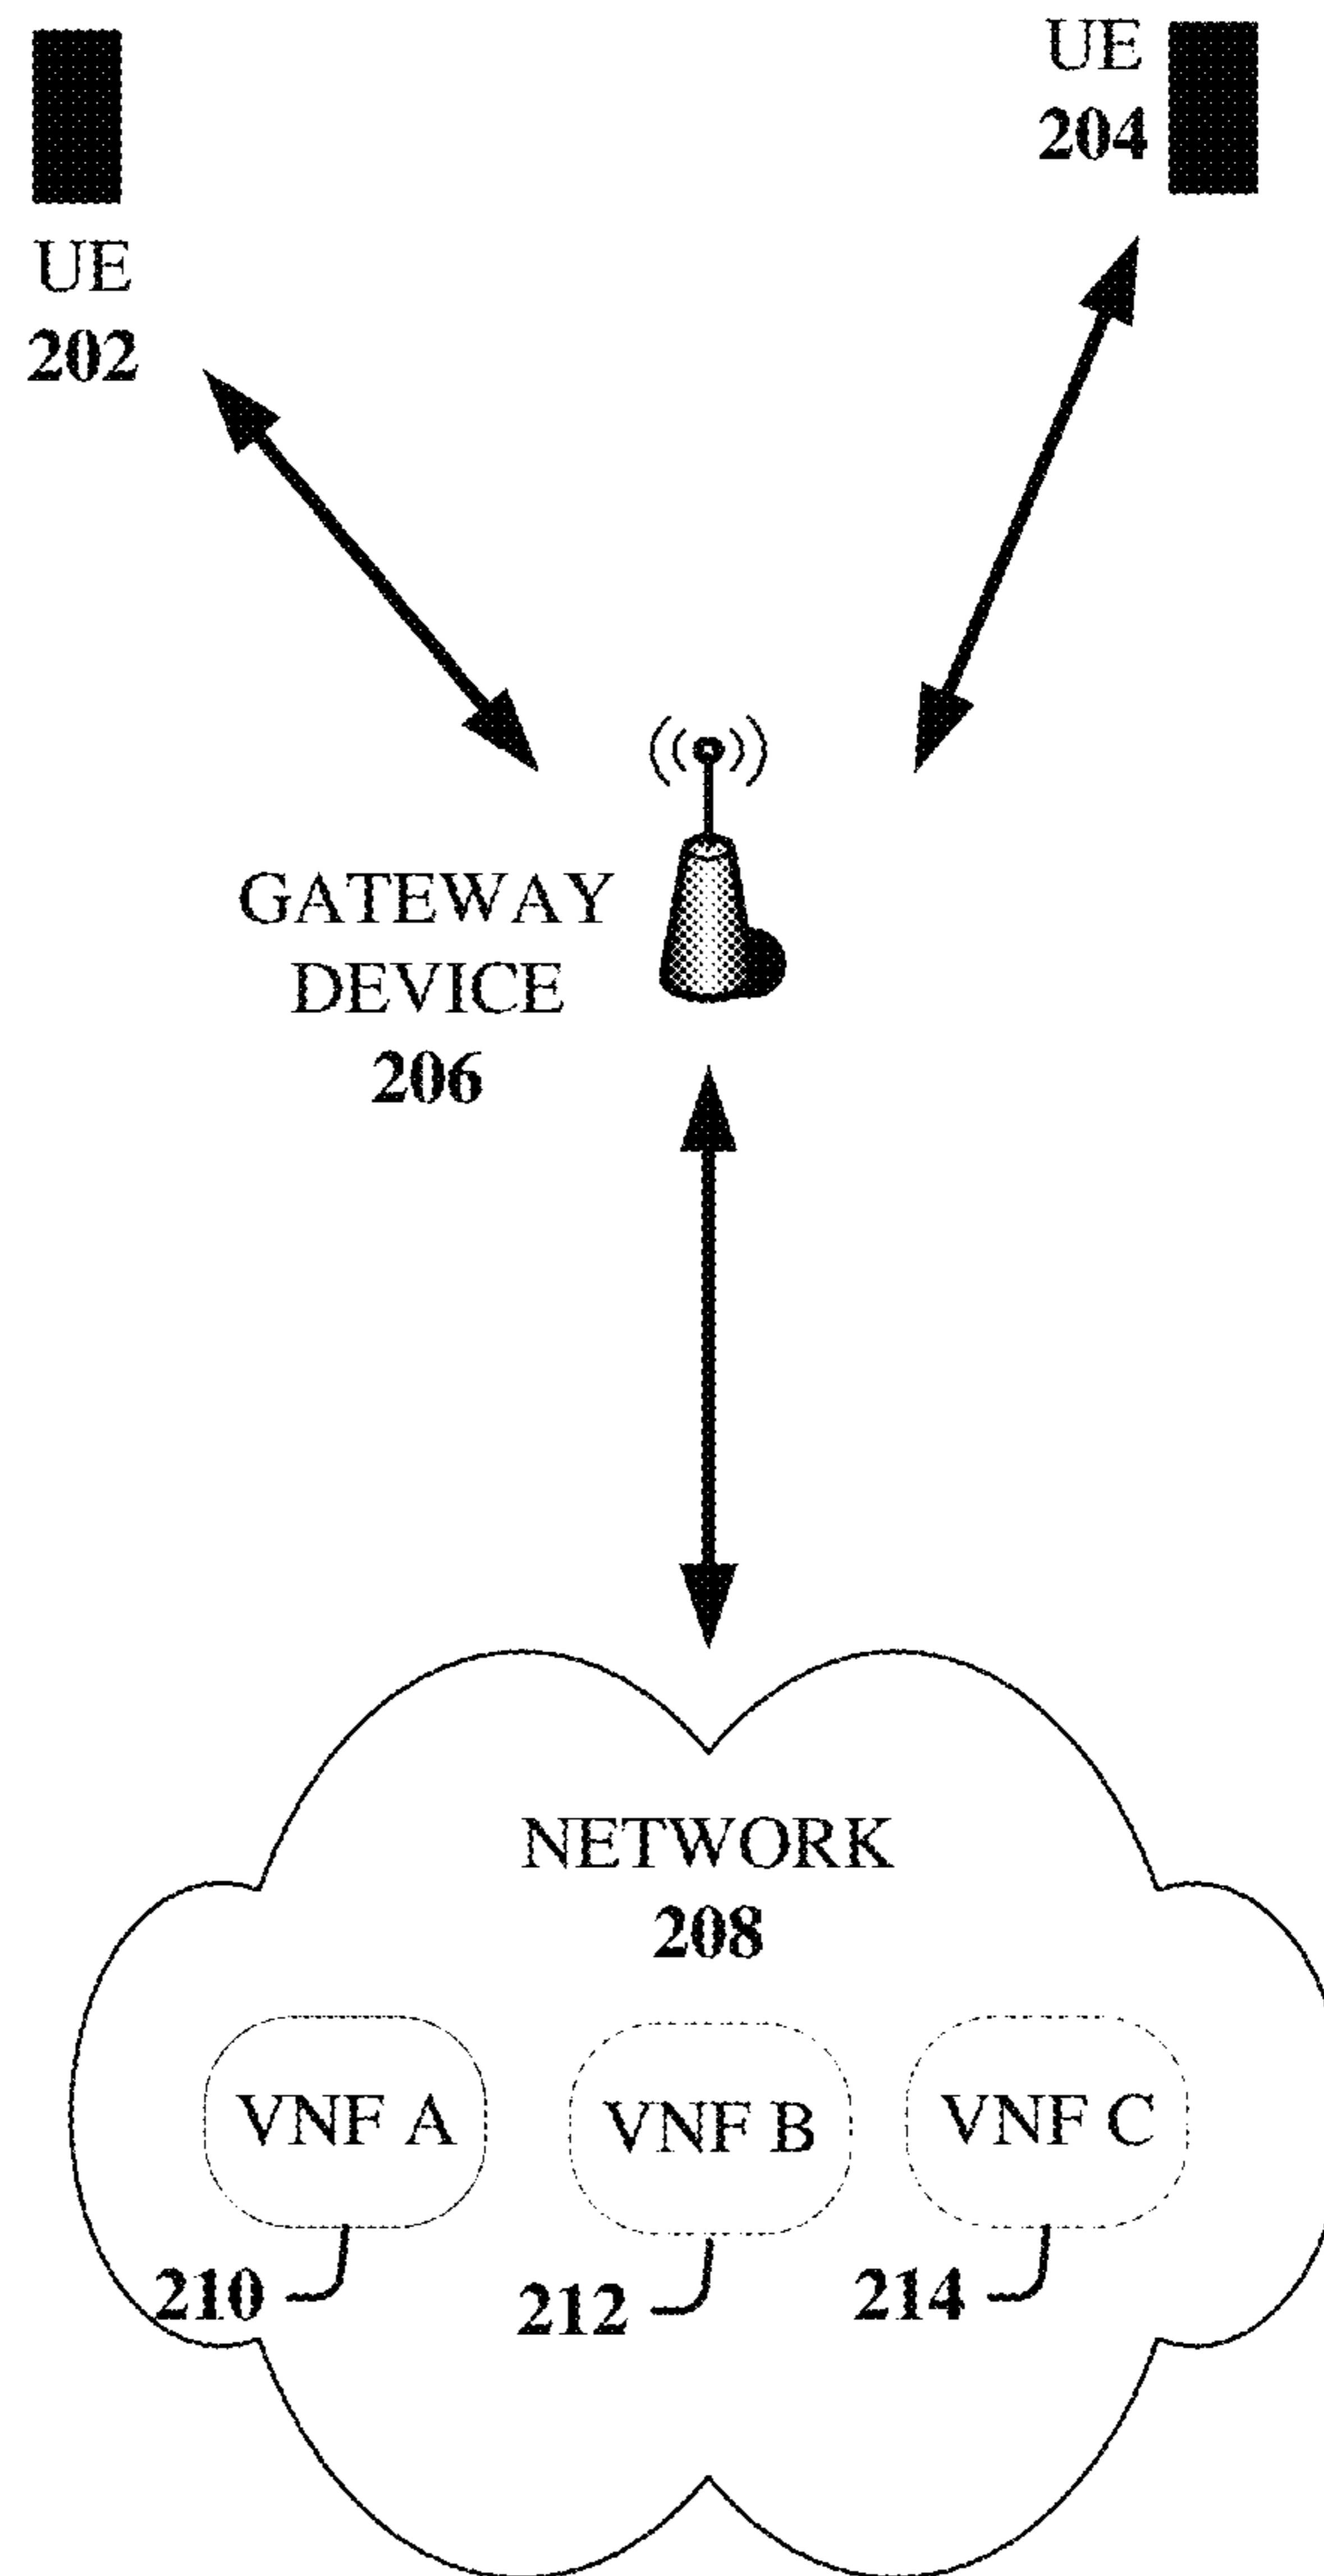 UE
204
UE
202
GATEWAY
DEVICE
206
NETWORK
208
VNF A
VNF B
VNF C
210
212
214